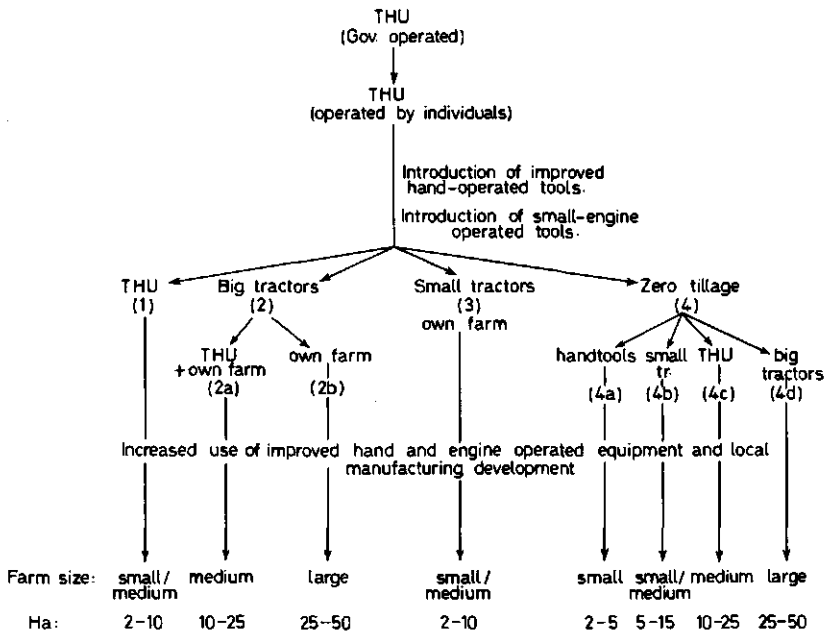 THU
(Gov. operated)
THU
(operated by individuals)
Introduction of improved
hand-operated tools.
Introduction of small-engine
operated tools.
THU Big tractors Small tractors Zero tillage
(1) (2) (3) (4)
own farm
THU own farm handtools small THU big
+ own farm tr. tractors
(2a) (2b) (4a) (4b) (4c) (4d)
Increased use of improved hand and engine operated equipment and local
manufacturing development
Farm size: small/ medium large small/ small small/ medium large
medium medium medium
Ha: 2-10 10-25 25-50 2-10 2-5 5-15 10-25 25-50